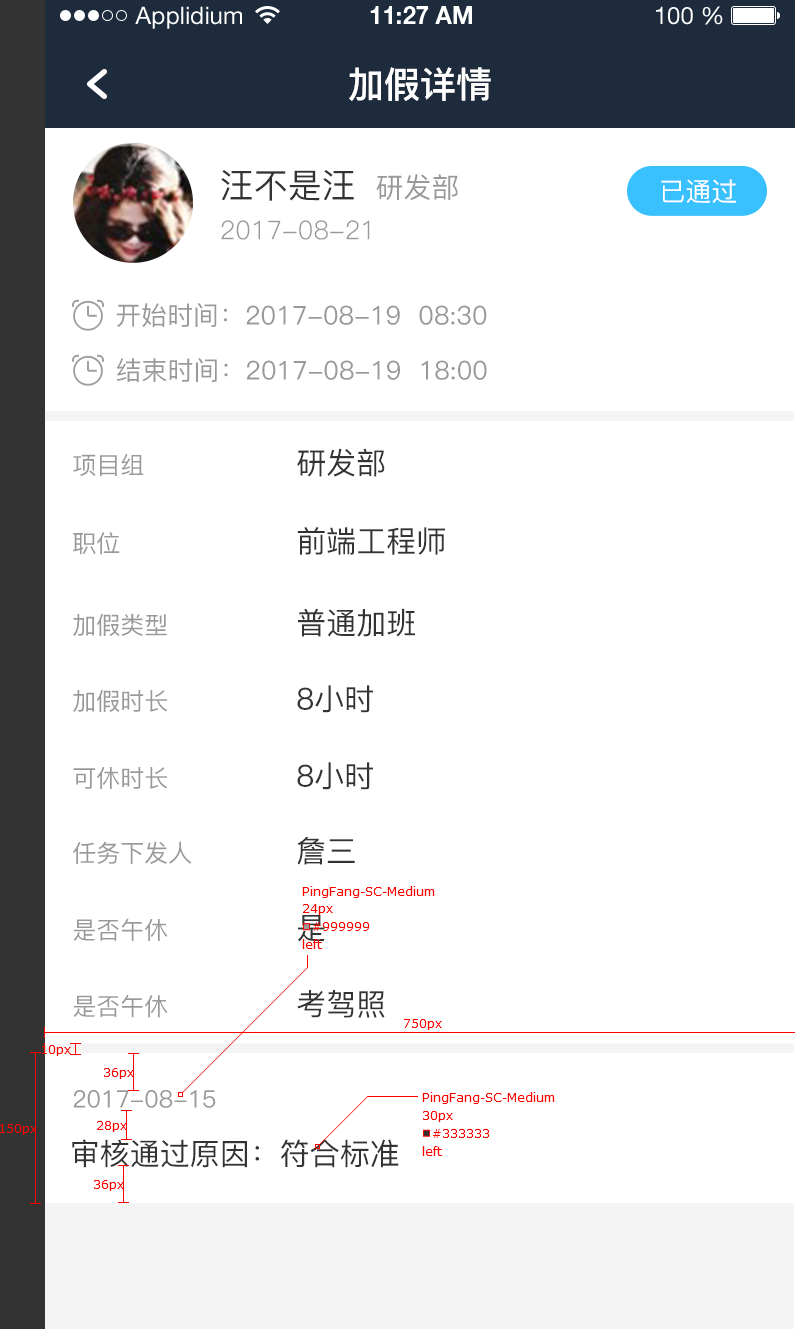 Applidium 11:27 AM 100 %
加假详情
汪不是汪 研发部 已通过
2017-08-21
开始时间：2017-08-19 08:30
结束时间：2017-08-19 18:00
项目组 研发部
职位 前端工程师
加假类型 普通加班
加假时长 8小时
可休时长 8小时
任务下发人 詹三
PingFang-SC-Medium
24px
#999999
left
是否午休 是
是否午休 考驾照
750px
10px
36px
150px
2017-08-15
PingFang-SC-Medium
30px
#333333
left
28px
审核通过原因：符合标准
36px